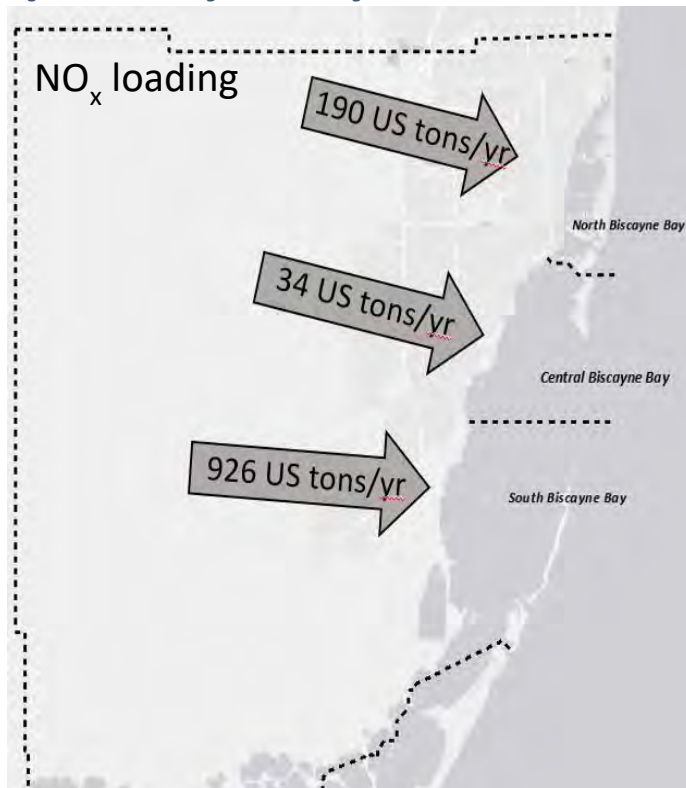 NOx loading
190 US tons/yr
North Biscayne Bay
34 US tons/yr
Central Biscayne Bay
926 US tons/yr
South Biscayne Bay